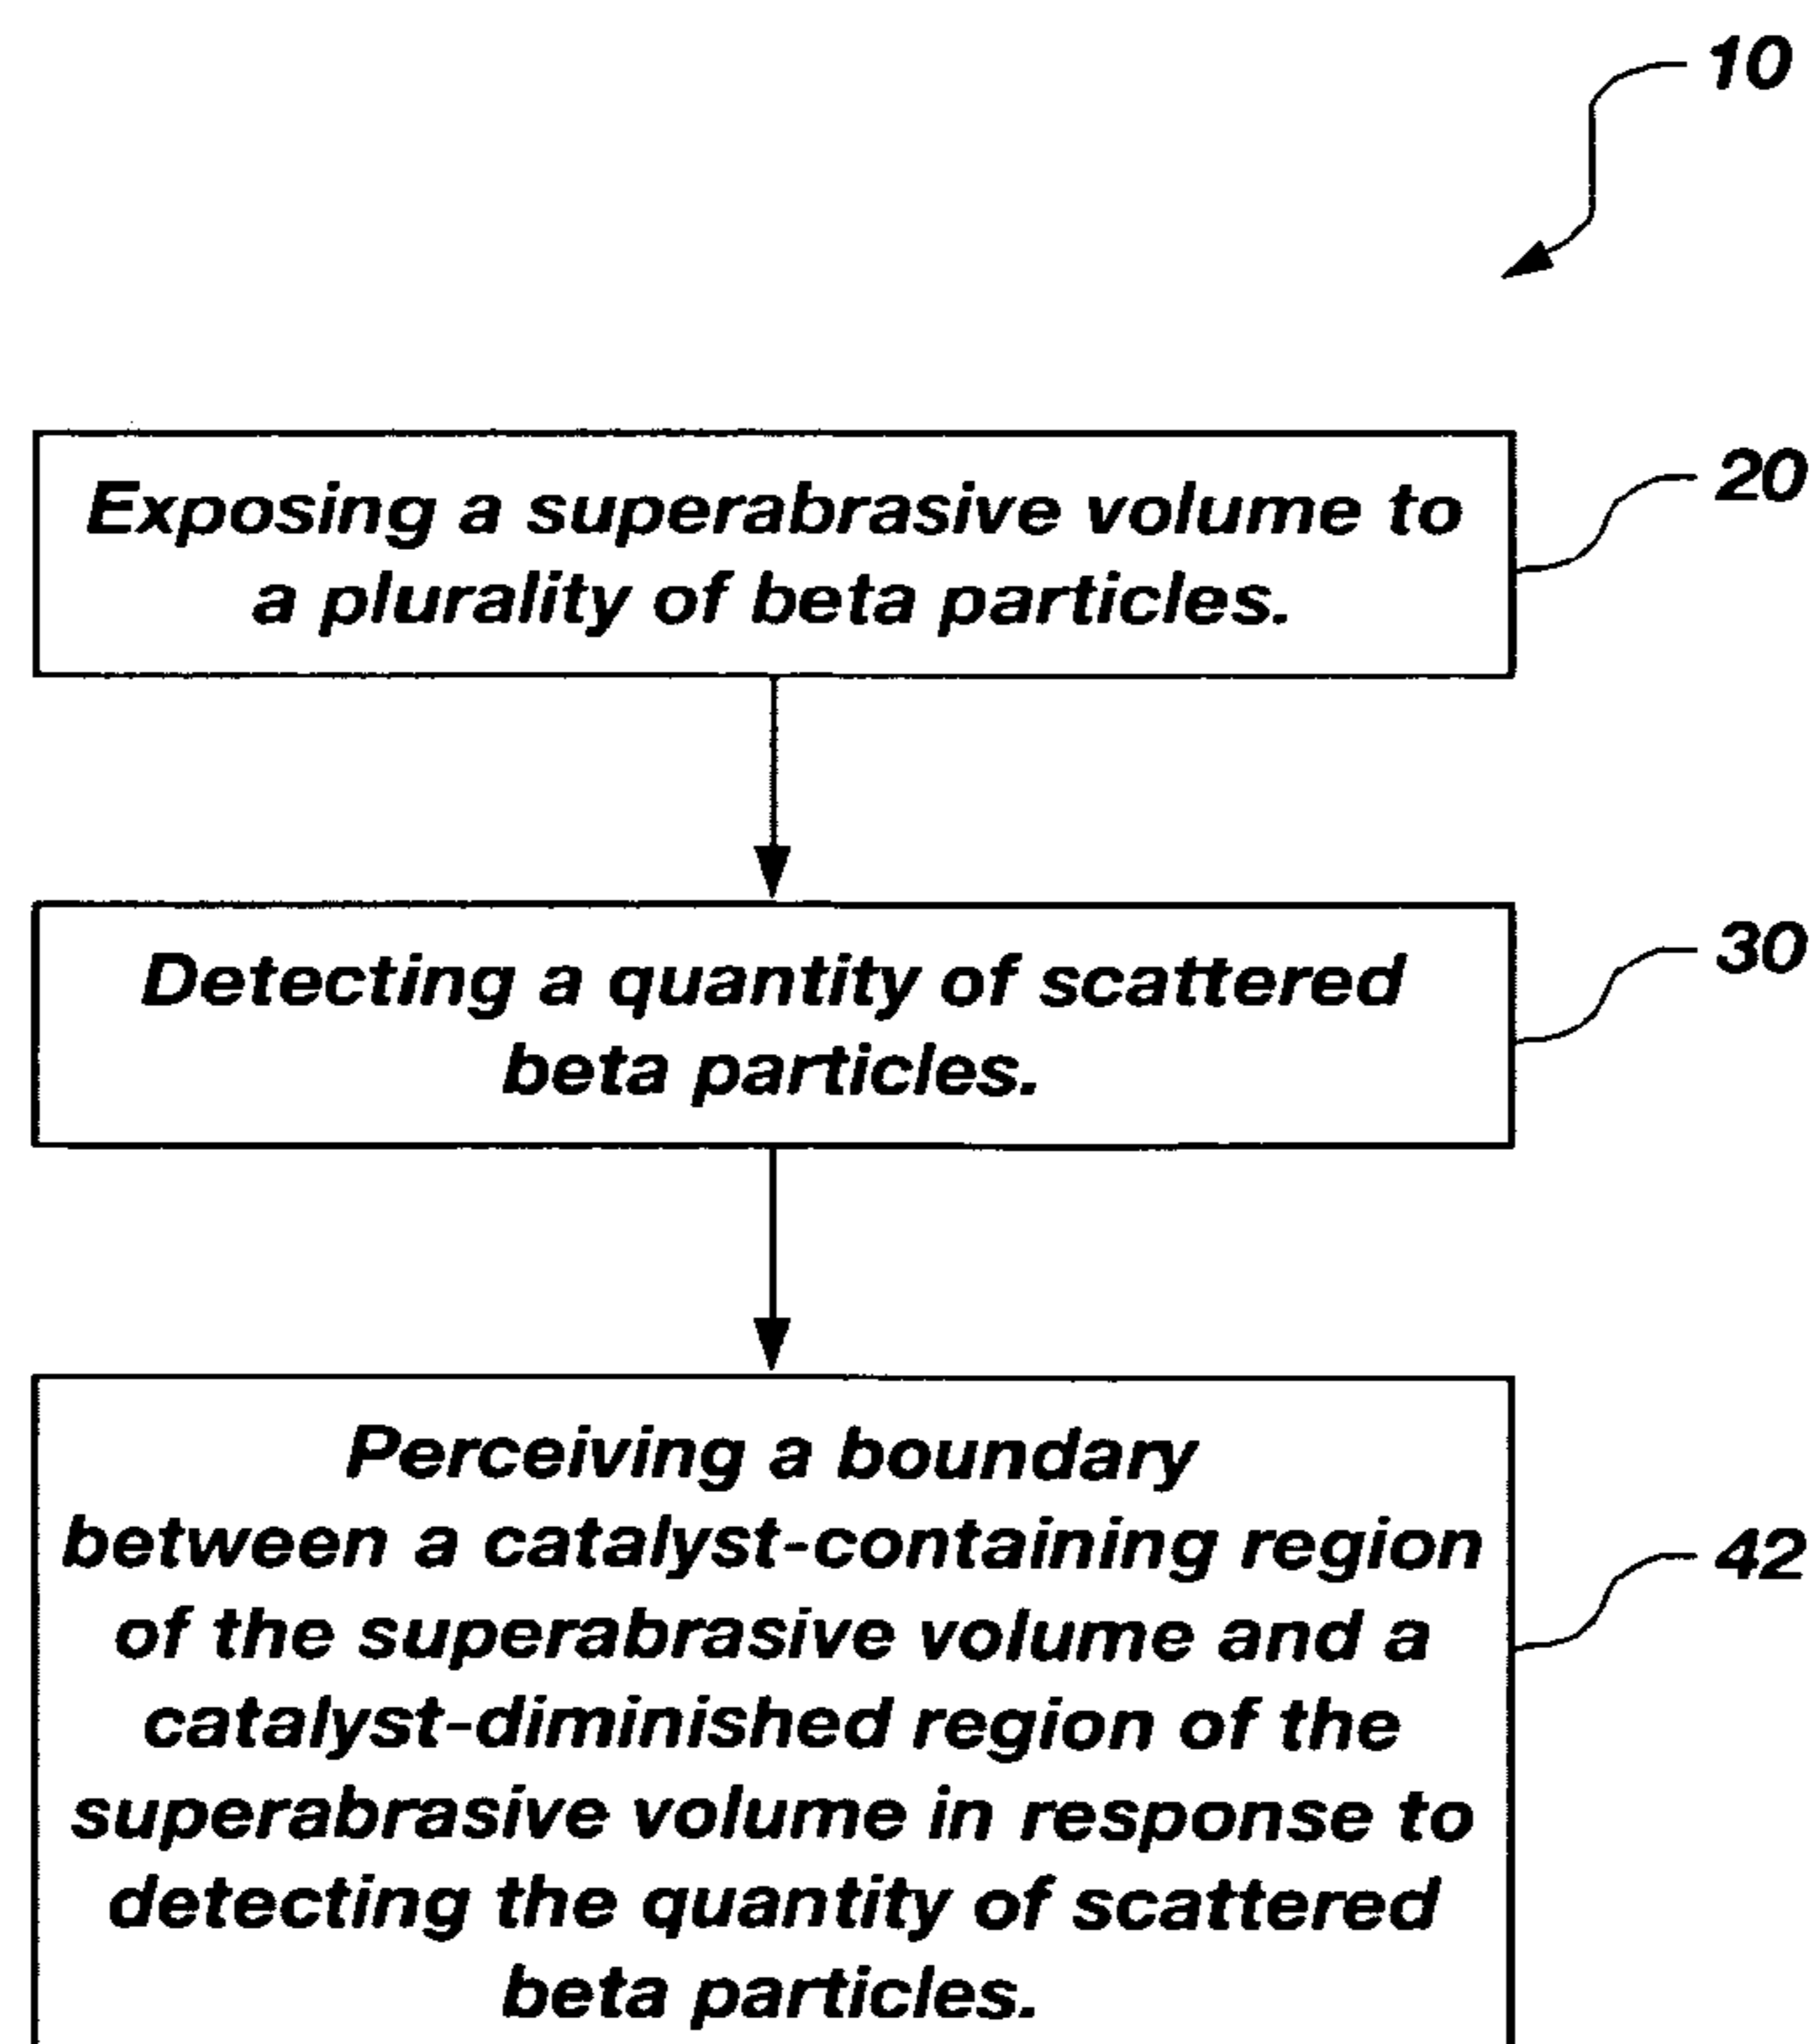 10
Exposing a superabrasive volume to
a plurality of beta particles.
20
Detecting a quantity of scattered
beta particles.
30
Perceiving a boundary
between a catalyst-containing region
of the superabrasive volume and a
catalyst-diminished region of the
superabrasive volume in response to
detecting the quantity of scattered
beta particles.
42